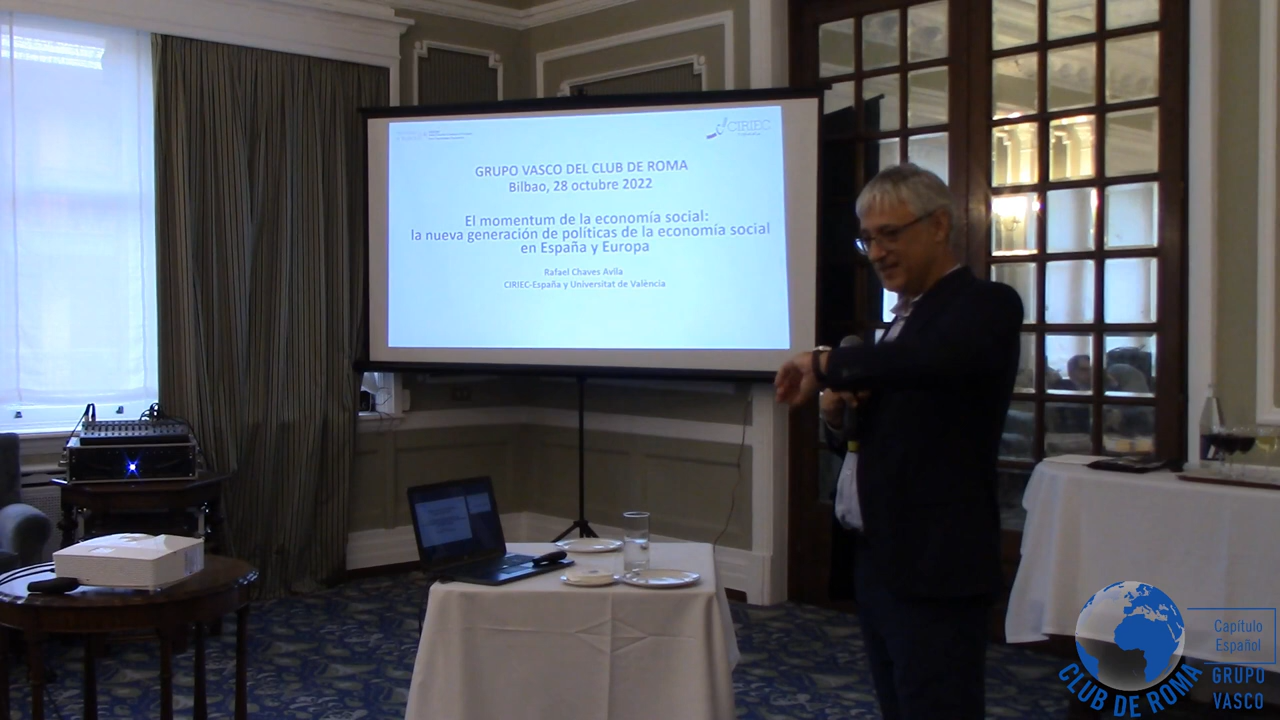 CIRIEC
GRUPO VASCO DEL CLUB DE ROMA
Bilbao, 28 octubre 2022
El momentum de la economía social:
la nueva generación de políticas de la economía social
en España y Europa
Rafael Chaves Avila
CIRIEC-España y Universitat de València
Capítulo
Español
GRUPO
VASCO
CLUB DE ROMA